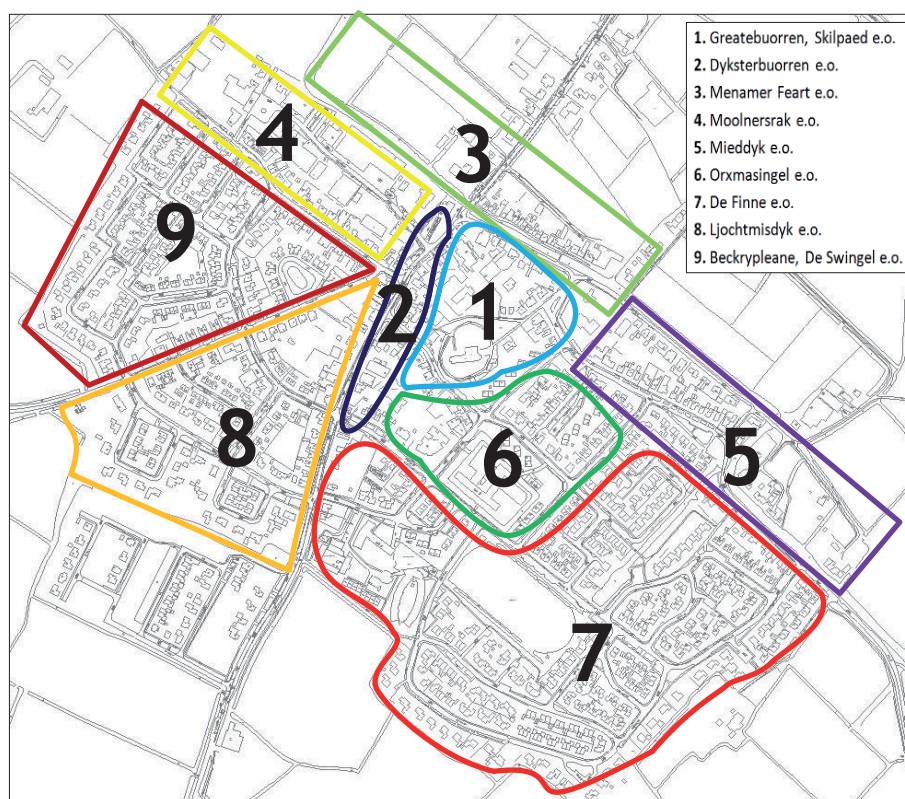 1. Greatebuorren, Skilpaed e.o.
2. Dyksterbuorren e.o.
3. Menamer Feart e.o.
4. Moolnersrak e.o.
5. Mieddyk e.o.
6. Orxmasingel e.o.
7. De Finne e.o.
8. Ljochtmisdyk e.o.
9. Beckrypleane, De Swingel e.o.
4
3
9
2
1
8
6
5
7